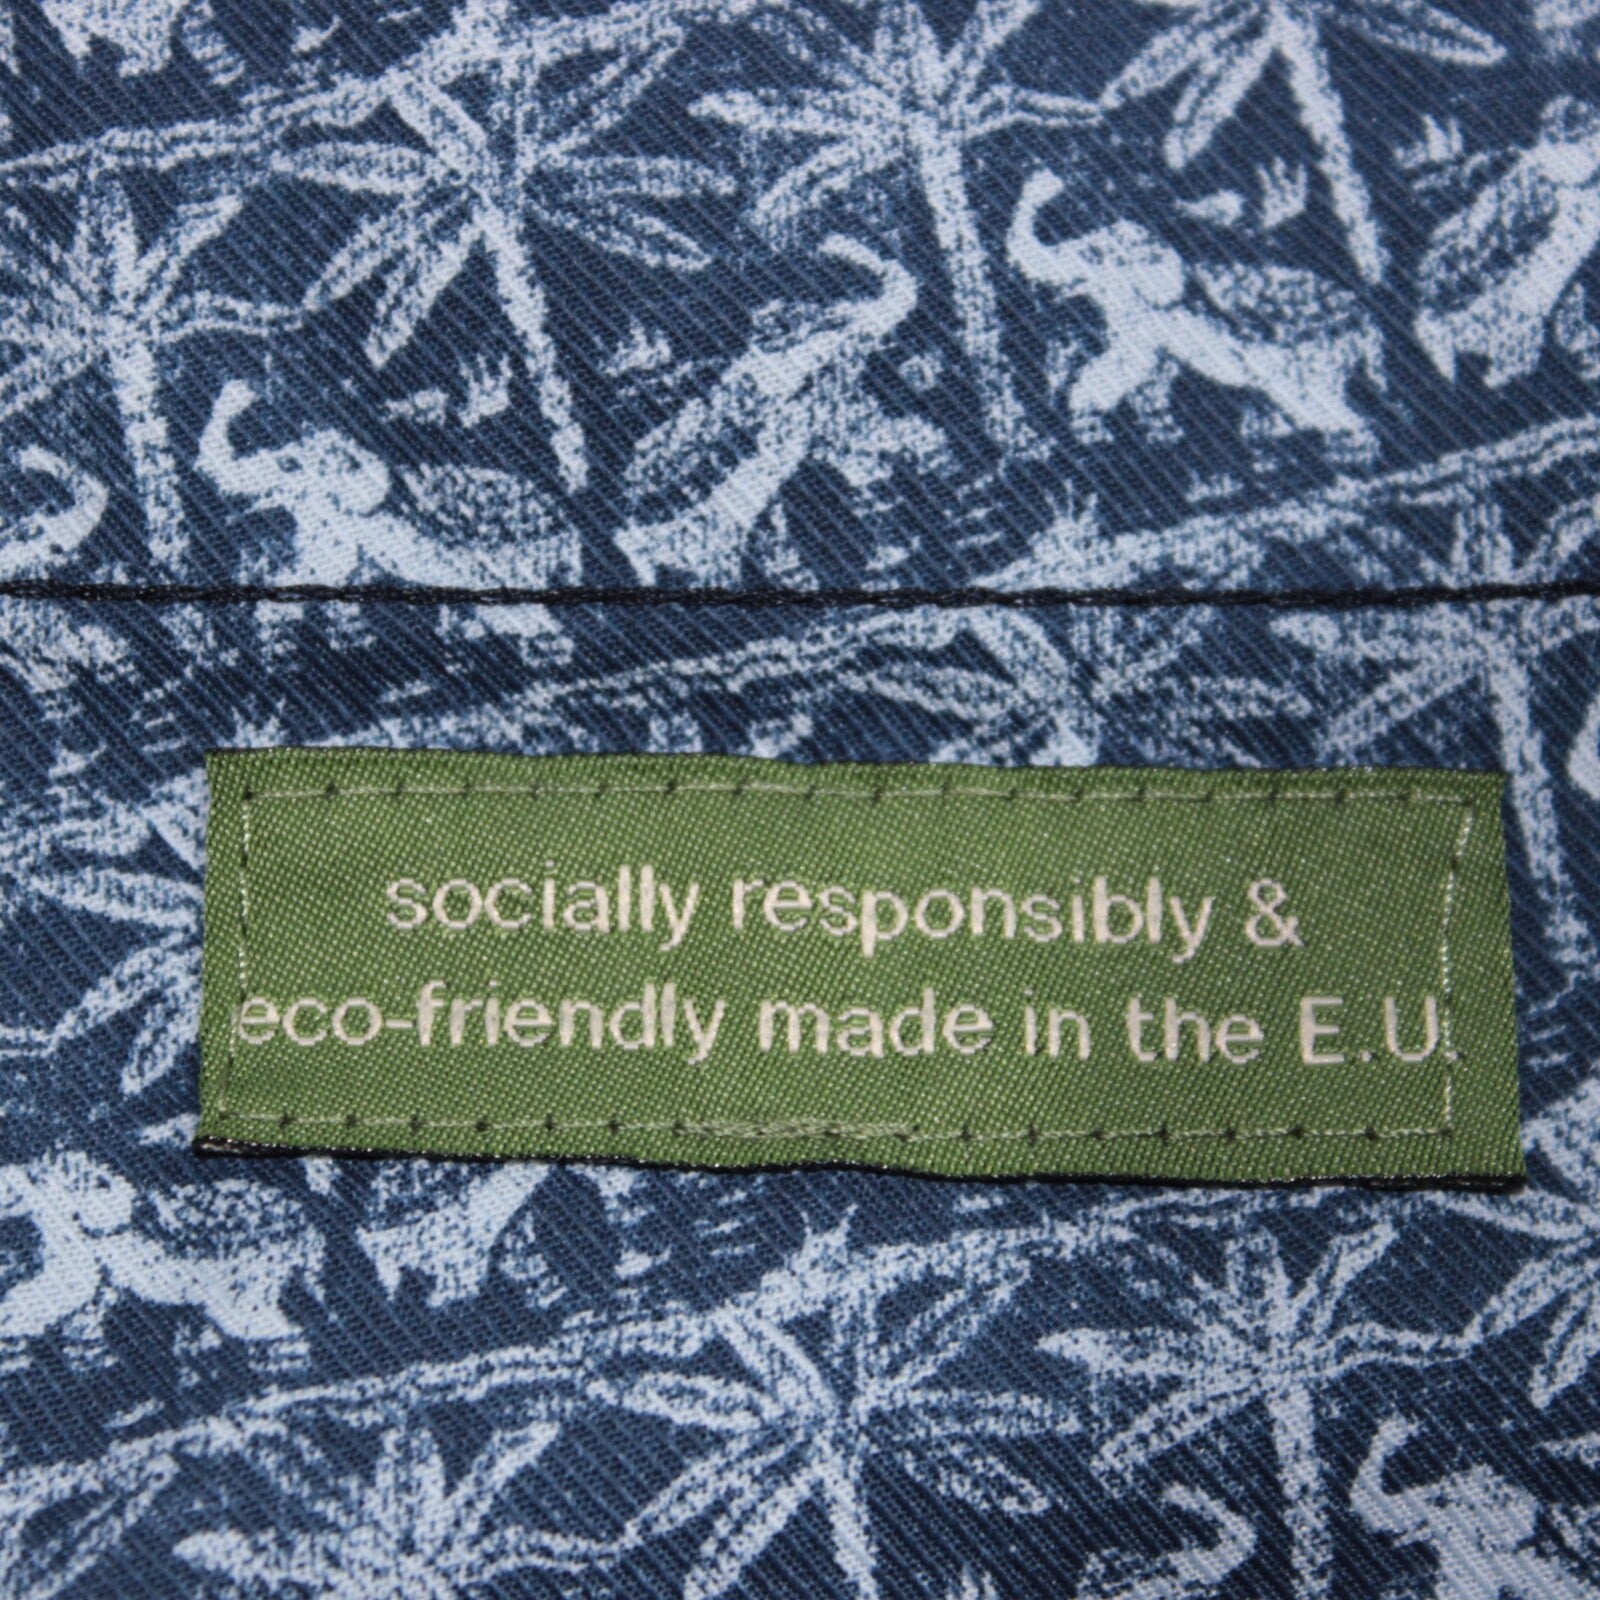 socially responsibly &
eco-friendly made in the E.U.